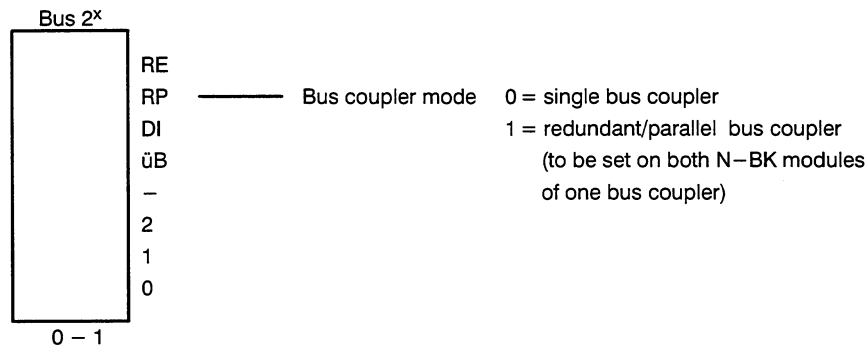 Bus 2ˣ
RE
RP Bus coupler mode 0 = single bus coupler
DI 1 = redundant/parallel bus coupler
üB (to be set on both N–BK modules
– of one bus coupler)
2
1
0
0 – 1